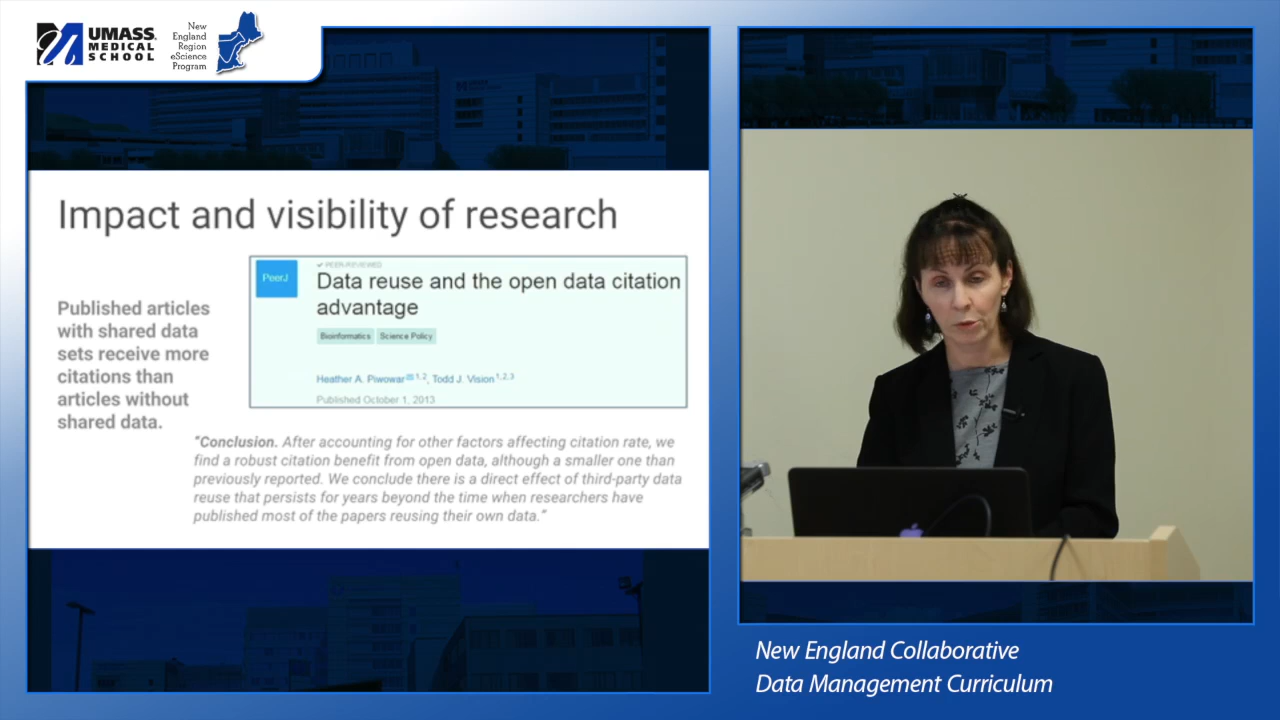 UMASS
MEDICAL
SCHOOL
New
England
Region
eScience
Program
Impact and visibility of research
PeerJ
✔ PEER-REVIEWED
Data reuse and the open data citation
advantage
Bioinformatics Science Policy
Heather A. Piwowar 1,2, Todd J. Vision 1,2,3
Published October 1, 2013
Published articles
with shared data
sets receive more
citations than
articles without
shared data.
"Conclusion. After accounting for other factors affecting citation rate, we
find a robust citation benefit from open data, although a smaller one than
previously reported. We conclude there is a direct effect of third-party data
reuse that persists for years beyond the time when researchers have
published most of the papers reusing their own data."
New England Collaborative
Data Management Curriculum